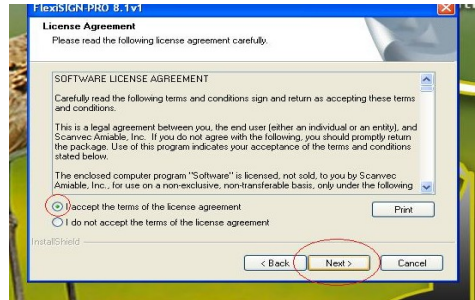 FlexiSIGN-PRO 8.1v1
License Agreement
Please read the following license agreement carefully.
SOFTWARE LICENSE AGREEMENT
Carefully read the following terms and conditions sign and return as accepting these terms
and conditions.
This is a legal agreement between you, the end user (either an individual or an entity), and
Scanvec Amiable, Inc. If you do not agree with the following, you should promptly return
the package. Use of this program indicates your acceptance of the terms and conditions
stated below.
The enclosed computer program "Software" is licensed, not sold, to you by Scanvec
Amiable, Inc., for use on a non-exclusive, non-transferable basis, only under the following
I accept the terms of the license agreement
Print
I do not accept the terms of the license agreement
InstallShield
< Back
Next >
Cancel